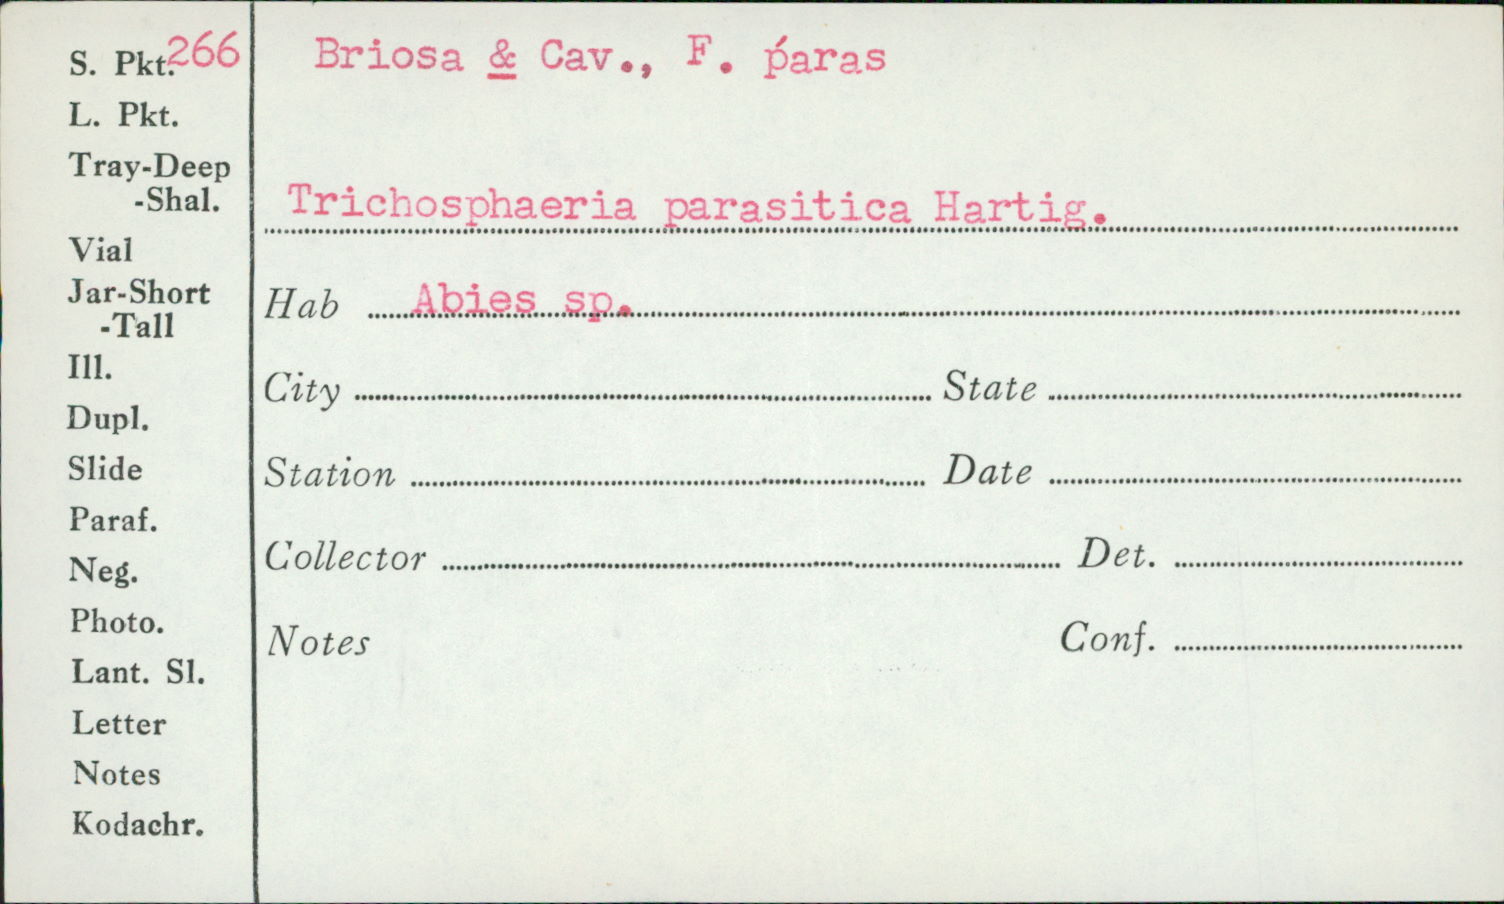 S. Pkt.266
L. Pkt.
Tray-Deep
-Shal.
Vial
Jar-Short
-Tall
Ill.
Dupl.
Slide
Paraf.
Neg.
Photo.
Lant. Sl.
Letter
Notes
Kodachr.
Briosa & Cav., F. paras
Trichosphaeria parasitica Hartig.
Hab Abies sp.
City State
Station Date
Collector Det.
Notes Conf.